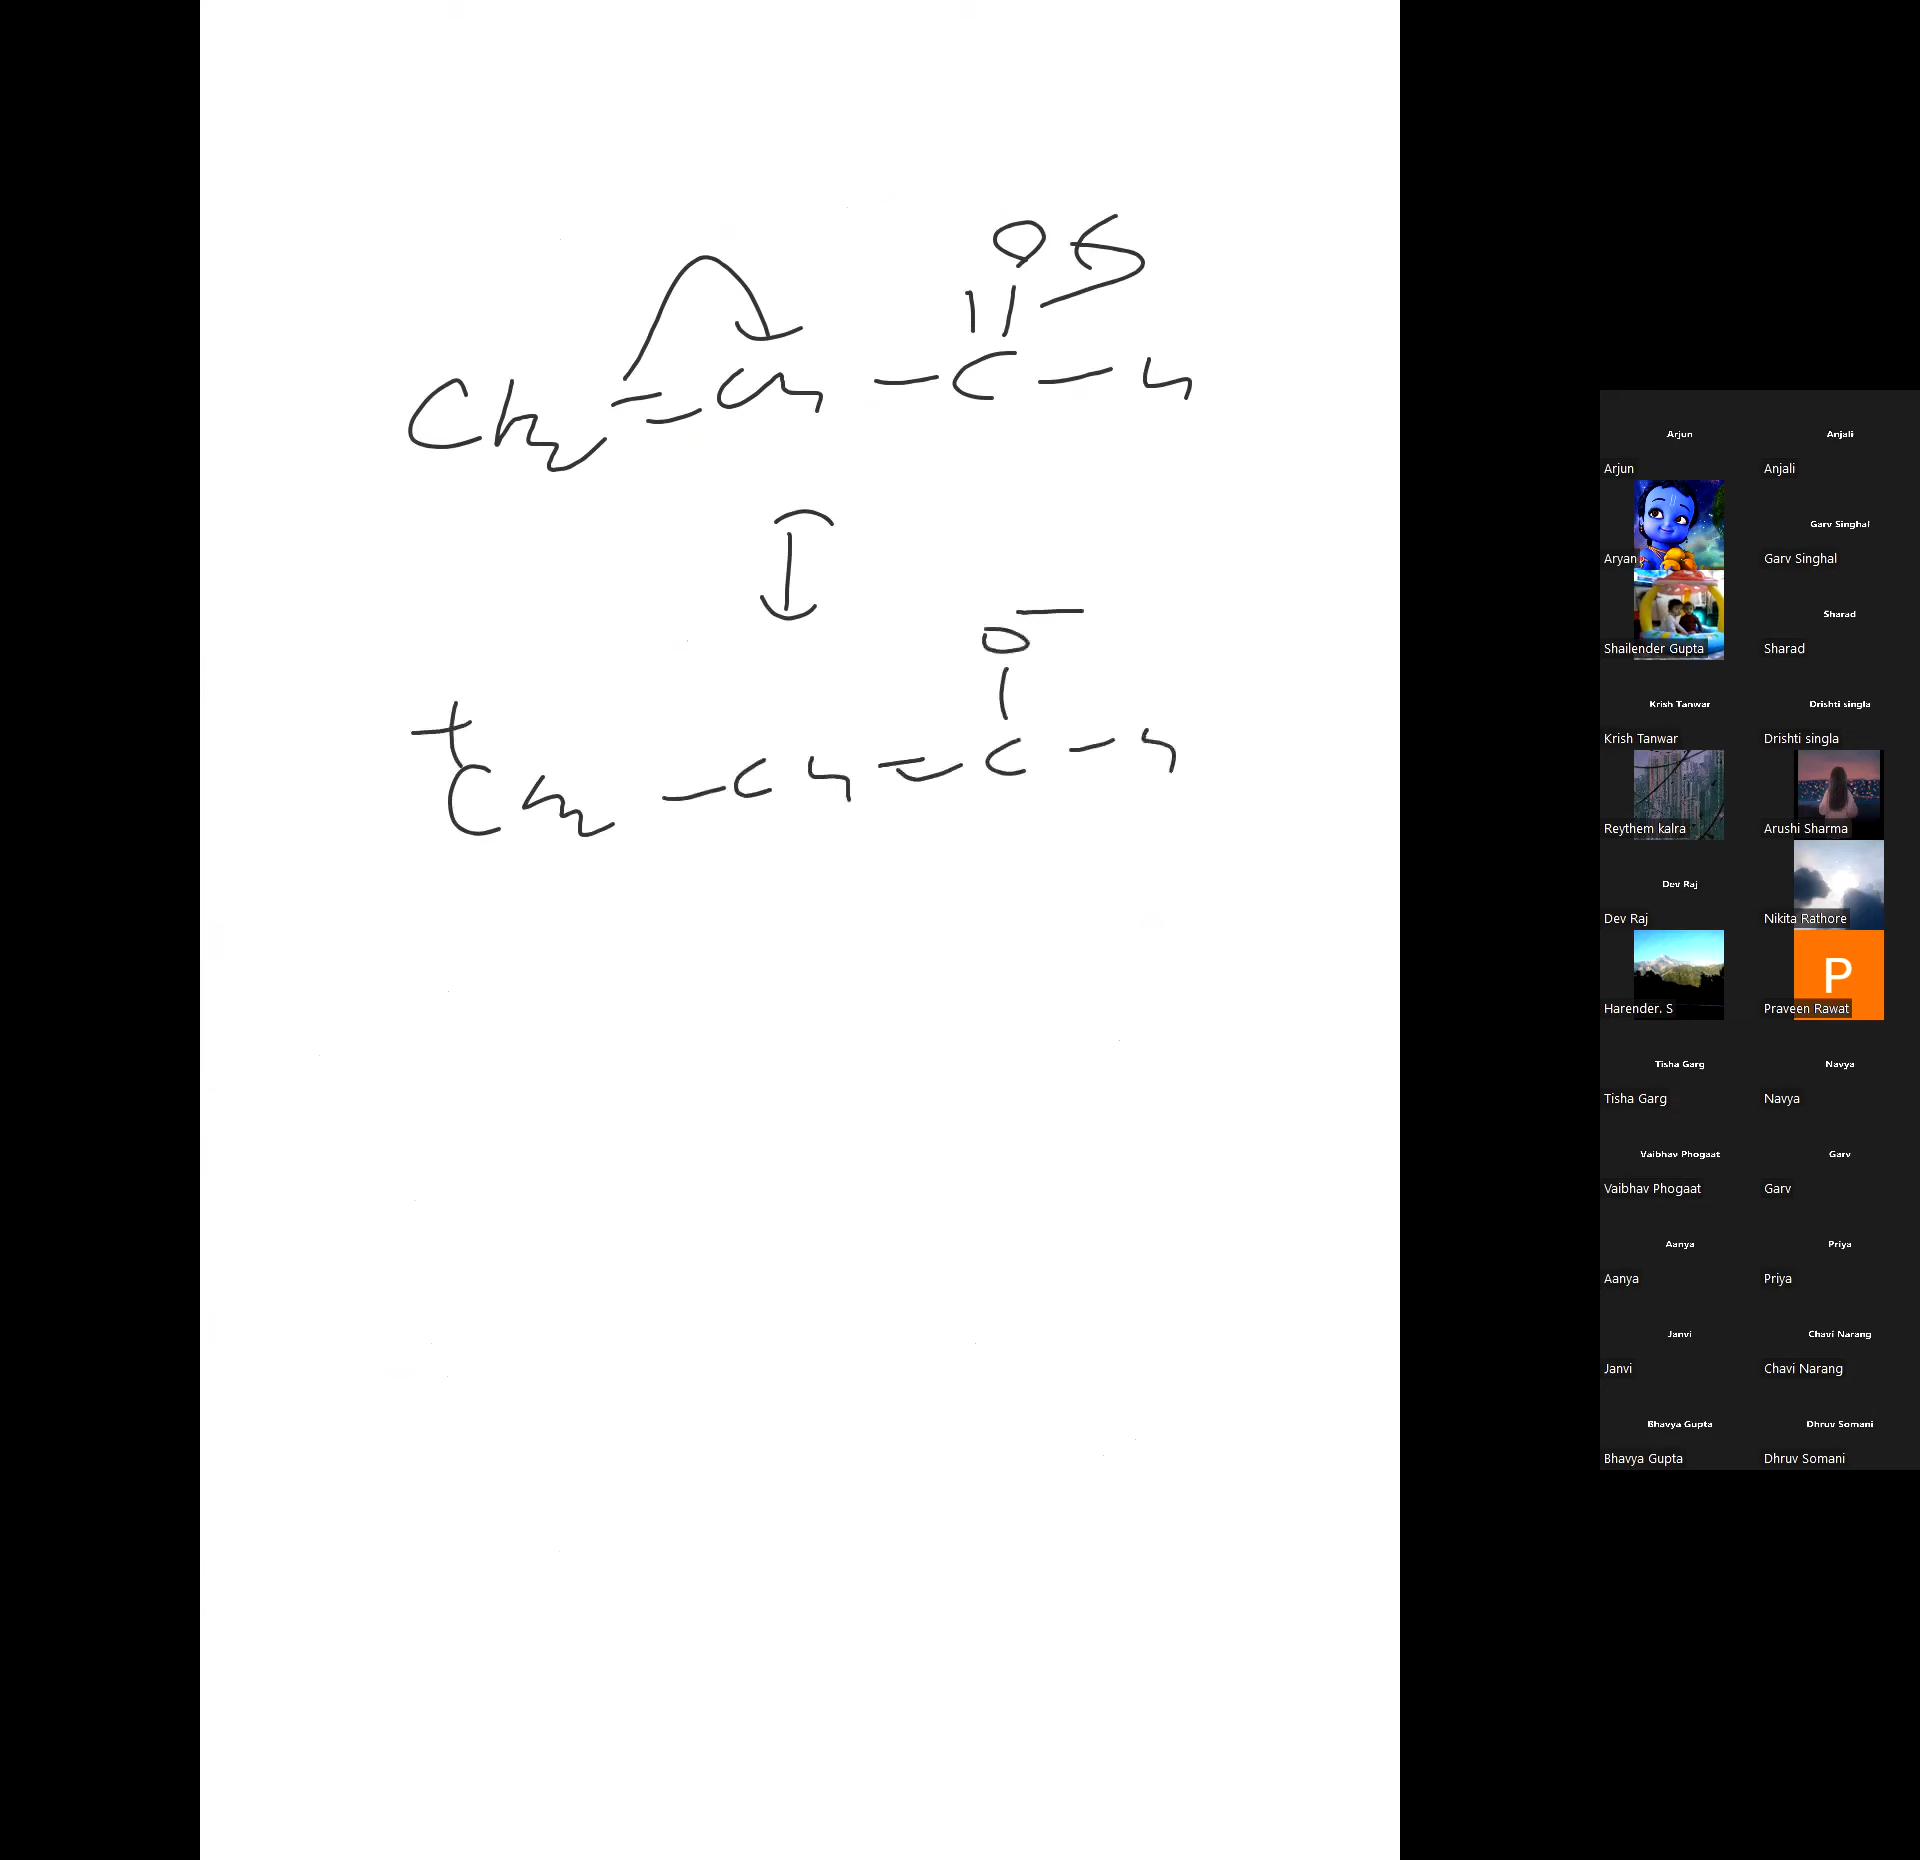 O
||
CH2 = CH - C - H
O-
|
+
CH2 - CH = C - H
Arjun Anjali
Arjun Anjali
Garv Singhal
Aryan Garv Singhal
Sharad
Shailender Gupta Sharad
Krish Tanwar Drishti singla
Krish Tanwar Drishti singla
Reythem kalra Arushi Sharma
Dev Raj
Dev Raj Nikita Rathore
P
Harender. S Praveen Rawat
Tisha Garg Navya
Tisha Garg Navya
Vaibhav Phogaat Garv
Vaibhav Phogaat Garv
Aanya Priya
Aanya Priya
Janvi Chavi Narang
Janvi Chavi Narang
Bhavya Gupta Dhruv Somani
Bhavya Gupta Dhruv Somani